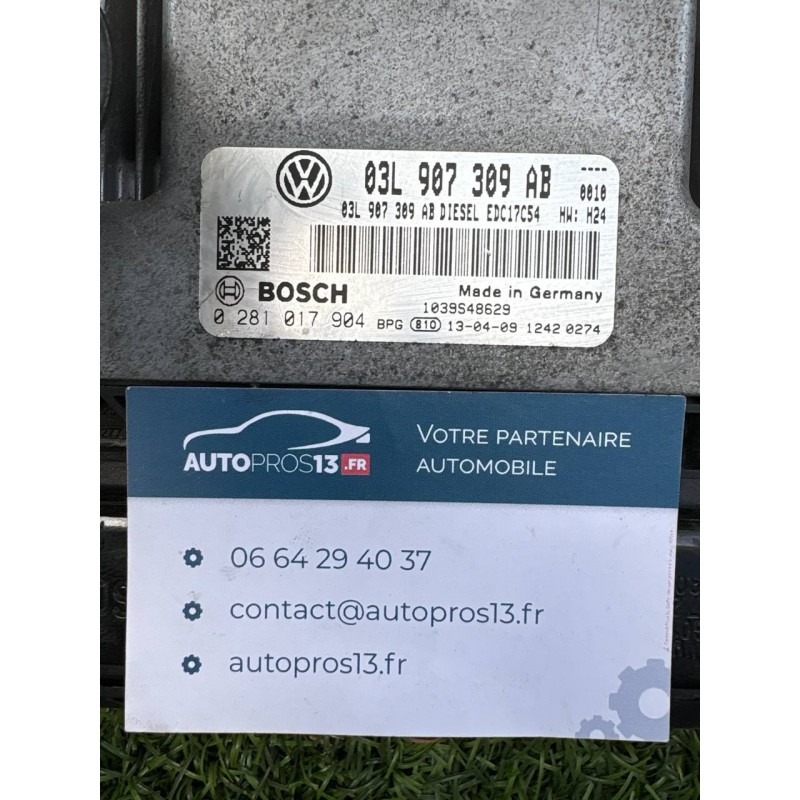 03L 907 309 AB
----
0010
03L 907 309 AB DIESEL EDC17C54 HW: H24
BOSCH
Made in Germany
1039S48629
0 281 017 904 BPG 810 13-04-09 1242 0274
AUTOPROS13.FR
VOTRE PARTENAIRE
AUTOMOBILE
06 64 29 40 37
contact@autopros13.fr
autopros13.fr